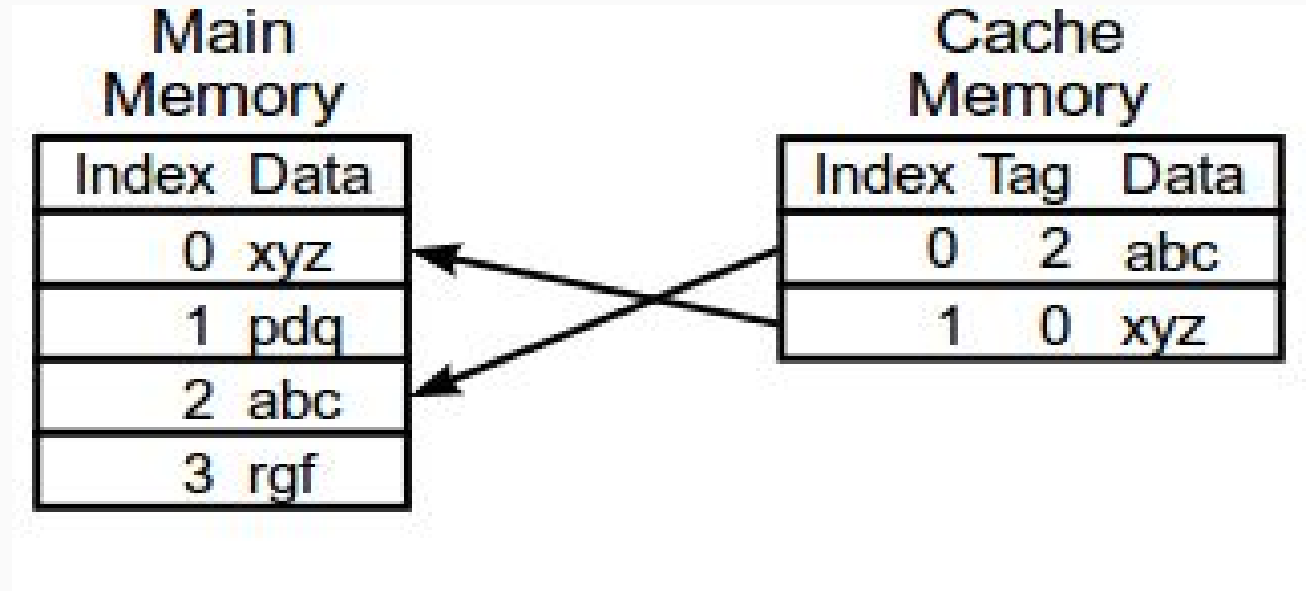 Main
Memory
Index Data
0 xyz
1 pdq
2 abc
3 rgf
Cache
Memory
Index Tag Data
0 2 abc
1 0 xyz